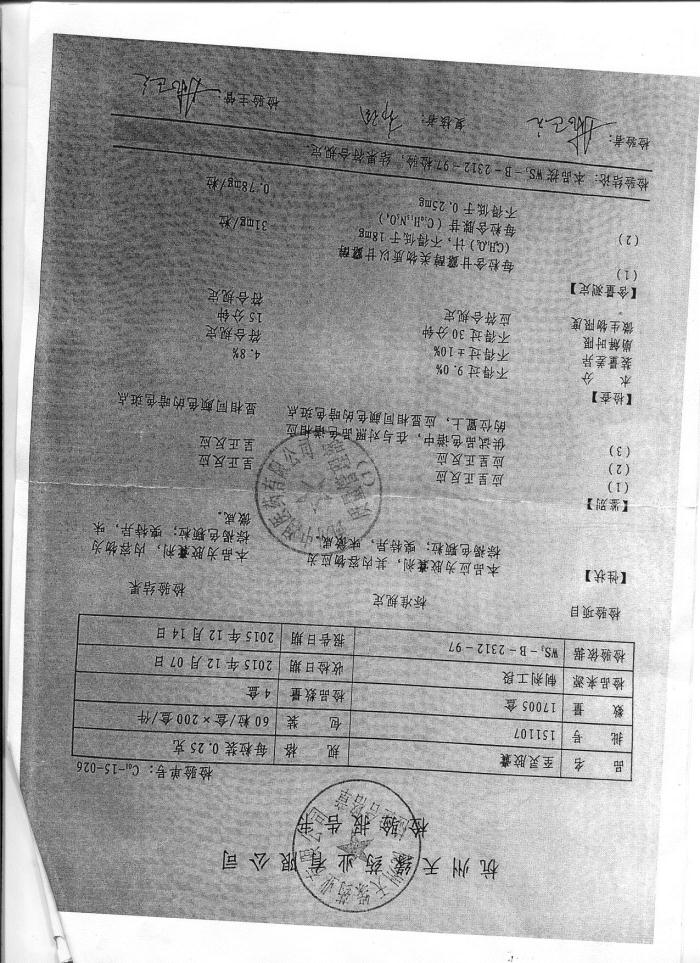 杭州天缘药业有限公司
检验报告书
检验单号：C01-15-026
品 名 至灵胶囊 规 格 每粒装0.25克
批 号 151107 包 装 60粒/盒×200盒/件
数 量 17005盒 检品数量 4盒
检品来源 制剂工段 收检日期 2015年12月07日
检验依据 WS3-B-2312-97 报告日期 2015年12月14日
检验项目 标准规定 检验结果
【性状】 本品应为胶囊剂，其内容物应为 本品为胶囊剂，内容物为
棕褐色颗粒；嗅特异，味微咸。 棕褐色颗粒；嗅特异，味
微咸。
【鉴别】
(1) 应呈正反应 呈正反应
(2) 应呈正反应 呈正反应
(3) 供试品色谱中，在与对照品色谱相应
的位置上，应显相同颜色的暗色斑点 显相同颜色的暗色斑点
【检查】
水 分 不得过9.0% 4.8%
装量差异 不得过±10% 符合规定
崩解时限 不得过30分钟 15分钟
微生物限度 应符合规定 符合规定
【含量测定】
(1) 每粒含甘露醇类物质以甘露醇
(CH4O3)计，不得低于18mg 31mg/粒
(2) 每粒含腺苷（C10H13N5O4）
不得低于0.25mg 0.78mg/粒
检验结论：本品按WS3-B-2312-97检验，结果符合规定。
检验者： 复核者： 检验主管：